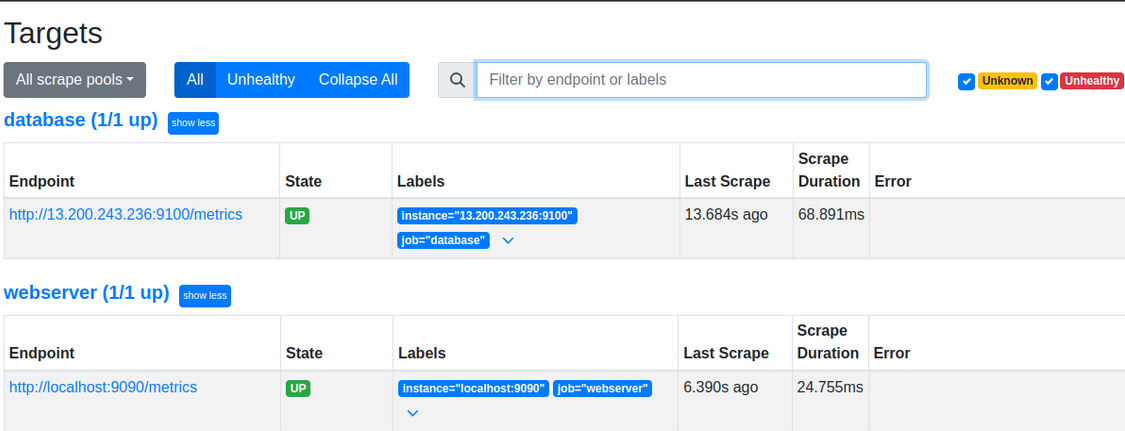 Targets
All scrape pools All Unhealthy Collapse All Filter by endpoint or labels Unknown Unhealthy
database (1/1 up) show less
Endpoint State Labels Last Scrape Scrape Duration Error
http://13.200.243.236:9100/metrics UP instance="13.200.243.236:9100" 13.684s ago 68.891ms
job="database"
webserver (1/1 up) show less
Endpoint State Labels Last Scrape Scrape Duration Error
http://localhost:9090/metrics UP instance="localhost:9090" job="webserver" 6.390s ago 24.755ms